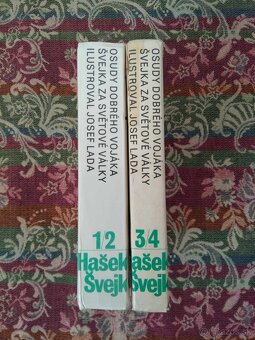 OSUDY DOBRÉHO VOJÁKA
ŠVEJKA ZA SVĚTOVÉ VÁLKY
ILUSTROVAL JOSEF LADA
12
Hašek
Švejk
OSUDY DOBRÉHO VOJÁKA
ŠVEJKA ZA SVĚTOVÉ VÁLKY
ILUSTROVAL JOSEF LADA
34
ašek
Švejk